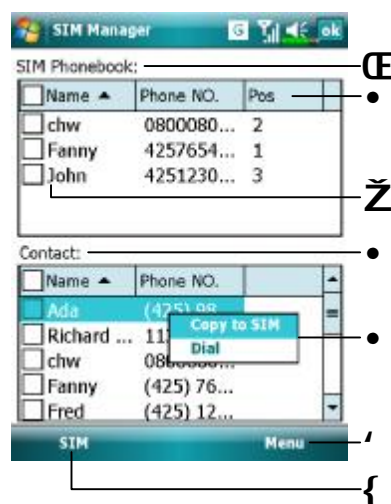 SIM Manager G ok
SIM Phonebook: Œ
Name Phone NO. Pos •
chw 0800080... 2
Fanny 4257654... 1
John 4251230... 3
Ž
Contact: •
Name Phone NO.
Ada (425) 98
Copy to SIM
Richard ... 11
Dial •
chw
Fanny (425) 76...
Fred (425) 12...
SIM Menu ‘
{